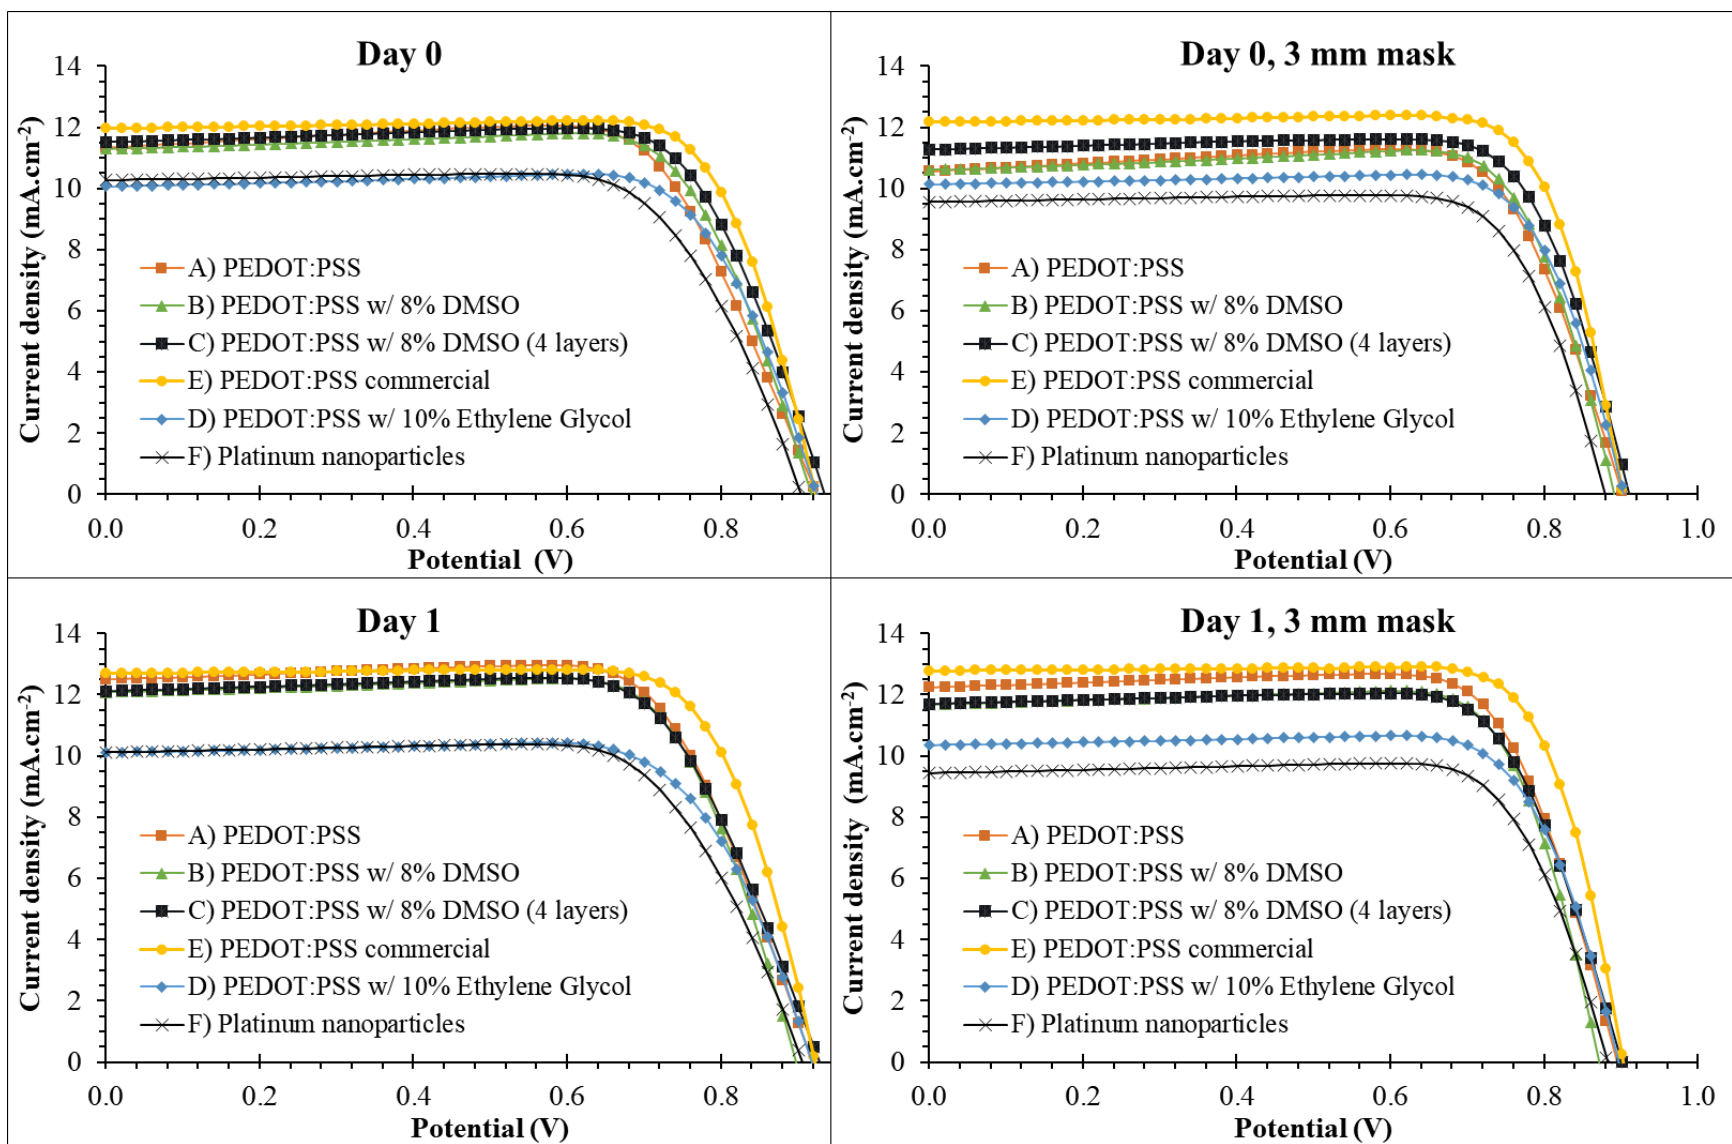 Day 0
Current density (mA.cm-2)
14
12
10
8
6
4
2
0
A) PEDOT:PSS
B) PEDOT:PSS w/ 8% DMSO
C) PEDOT:PSS w/ 8% DMSO (4 layers)
E) PEDOT:PSS commercial
D) PEDOT:PSS w/ 10% Ethylene Glycol
F) Platinum nanoparticles
0.0 0.2 0.4 0.6 0.8
Potential (V)
Day 0, 3 mm mask
Current density (mA.cm-2)
14
12
10
8
6
4
2
0
A) PEDOT:PSS
B) PEDOT:PSS w/ 8% DMSO
C) PEDOT:PSS w/ 8% DMSO (4 layers)
E) PEDOT:PSS commercial
D) PEDOT:PSS w/ 10% Ethylene Glycol
F) Platinum nanoparticles
0.0 0.2 0.4 0.6 0.8 1.0
Potential (V)
Day 1
Current density (mA.cm-2)
14
12
10
8
6
4
2
0
A) PEDOT:PSS
B) PEDOT:PSS w/ 8% DMSO
C) PEDOT:PSS w/ 8% DMSO (4 layers)
E) PEDOT:PSS commercial
D) PEDOT:PSS w/ 10% Ethylene Glycol
F) Platinum nanoparticles
0.0 0.2 0.4 0.6 0.8
Potential (V)
Day 1, 3 mm mask
Current density (mA.cm-2)
14
12
10
8
6
4
2
0
A) PEDOT:PSS
B) PEDOT:PSS w/ 8% DMSO
C) PEDOT:PSS w/ 8% DMSO (4 layers)
E) PEDOT:PSS commercial
D) PEDOT:PSS w/ 10% Ethylene Glycol
F) Platinum nanoparticles
0.0 0.2 0.4 0.6 0.8 1.0
Potential (V)